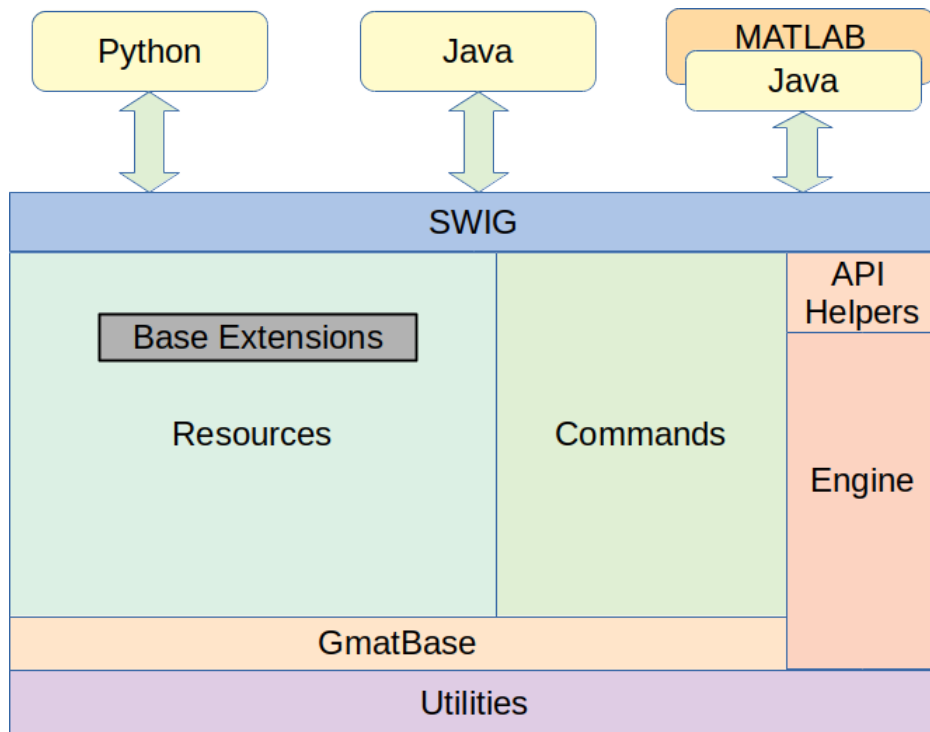 Python
Java
MATLAB
Java
SWIG
API
Helpers
Base Extensions
Resources
Commands
Engine
GmatBase
Utilities